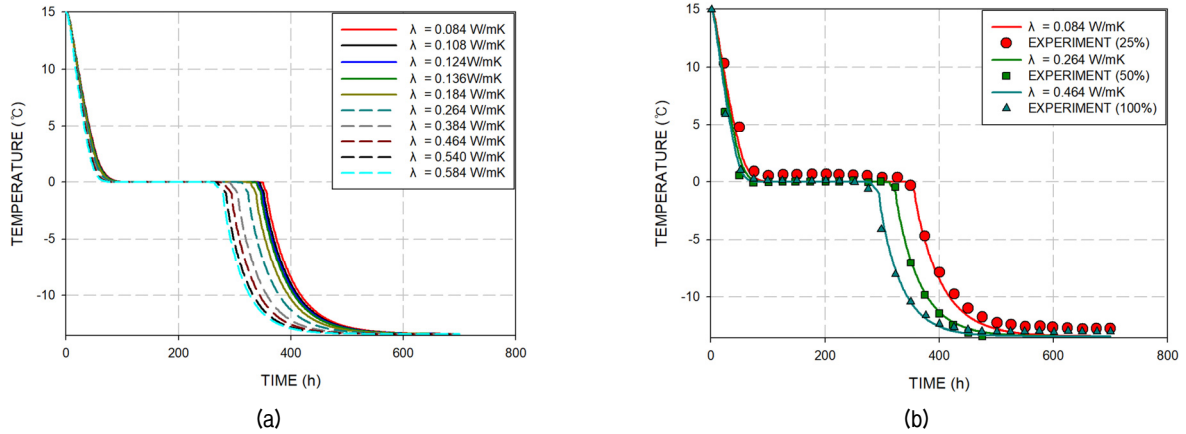 λ = 0.084 W/mK
λ = 0.108 W/mK
λ = 0.124W/mK
λ = 0.136W/mK
λ = 0.184 W/mK
λ = 0.264 W/mK
λ = 0.384 W/mK
λ = 0.464 W/mK
λ = 0.540 W/mK
λ = 0.584 W/mK
TEMPERATURE (℃)
15
10
5
0
-5
-10
0
200
400
600
800
TIME (h)
(a)
λ = 0.084 W/mK
EXPERIMENT (25%)
λ = 0.264 W/mK
EXPERIMENT (50%)
λ = 0.464 W/mK
EXPERIMENT (100%)
TEMPERATURE (℃)
15
10
5
0
-5
-10
0
200
400
600
800
TIME (h)
(b)